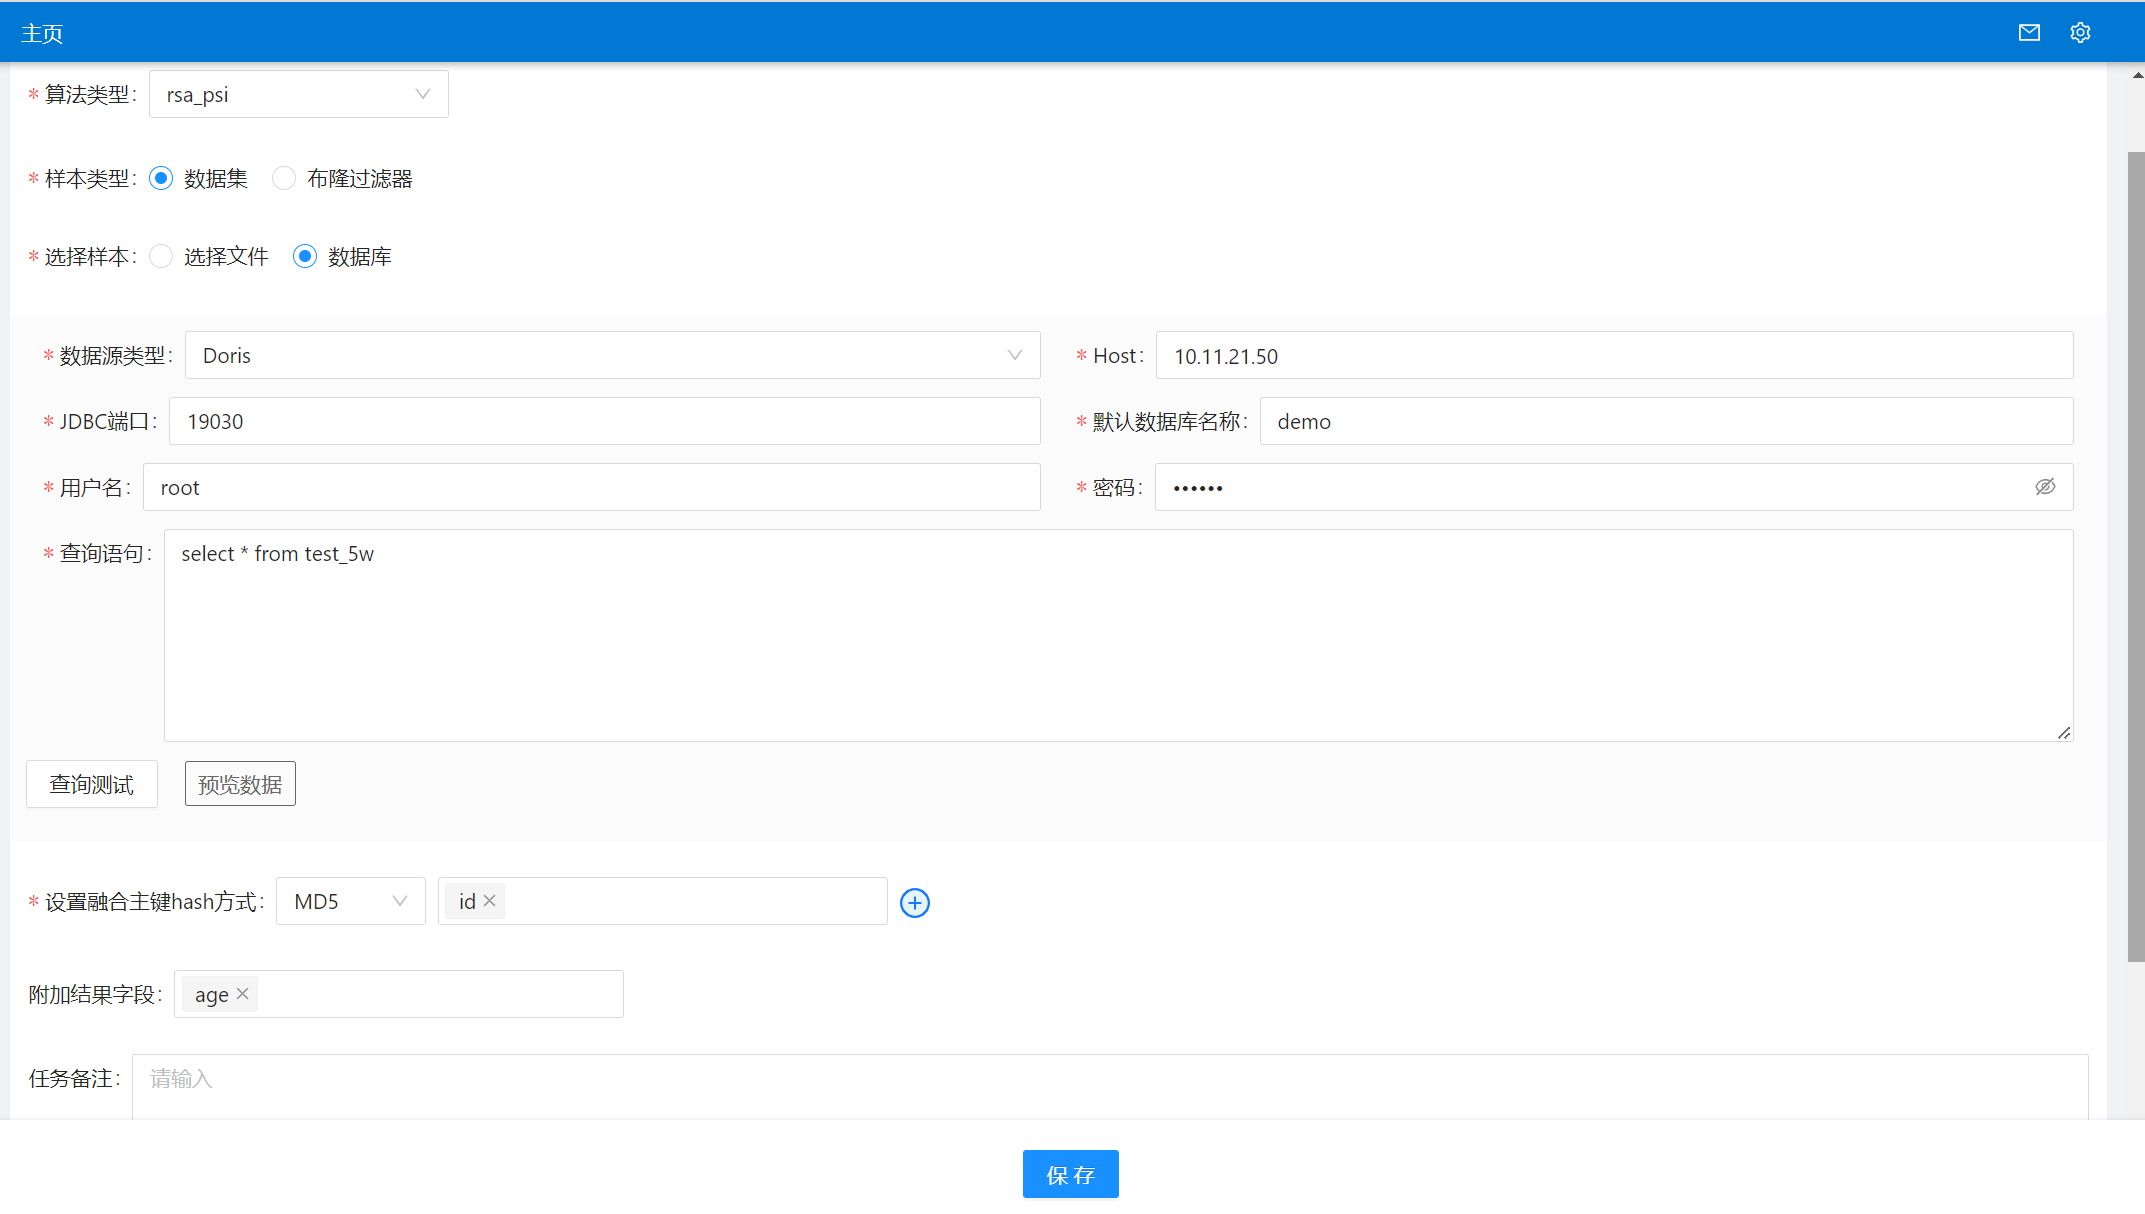 主页
* 算法类型: rsa_psi
* 样本类型: 数据集 布隆过滤器
* 选择样本: 选择文件 数据库
* 数据源类型: Doris * Host: 10.11.21.50
* JDBC端口: 19030 * 默认数据库名称: demo
* 用户名: root * 密码: ••••••
* 查询语句: select * from test_5w
查询测试 预览数据
* 设置融合主键hash方式: MD5 id
附加结果字段: age
任务备注: 请输入
保 存